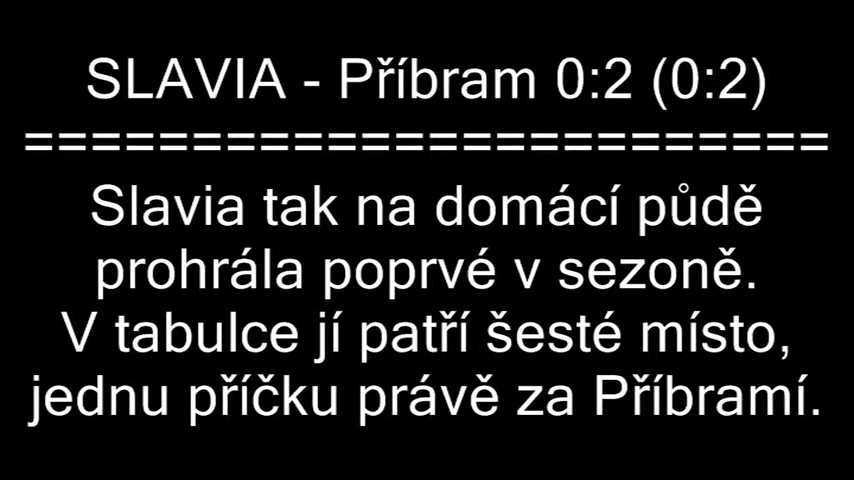 SLAVIA - Příbram 0:2 (0:2)
========================
Slavia tak na domácí půdě
prohrála poprvé v sezoně.
V tabulce jí patří šesté místo,
jednu příčku právě za Příbramí.